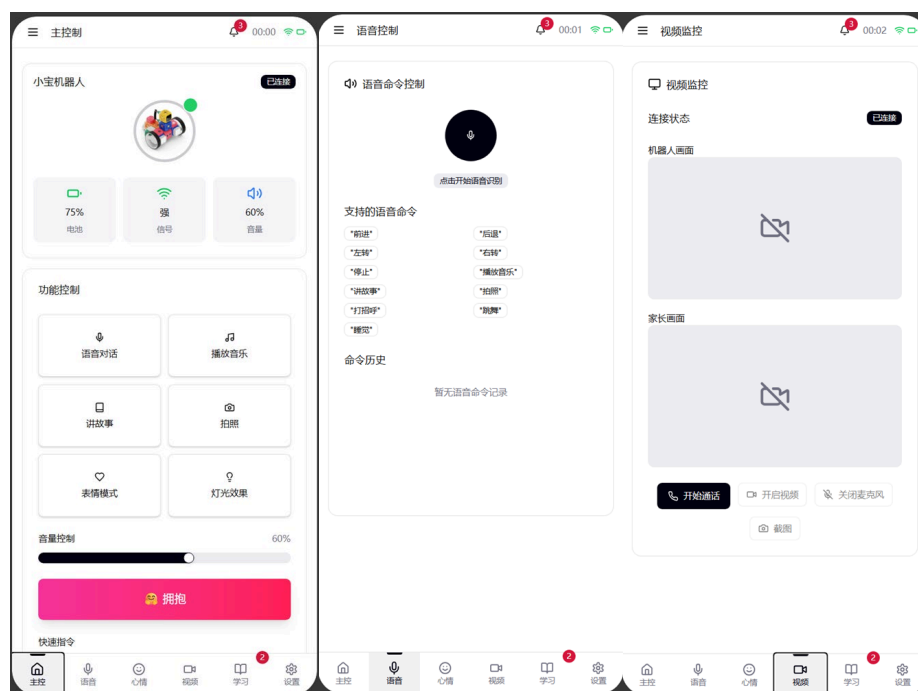 主控制
3
00:00
小宝机器人
已连接
75%
电池
强
信号
60%
音量
功能控制
语音对话
播放音乐
讲故事
拍照
表情模式
灯光效果
音量控制
60%
拥抱
快速指令
主控
语音
心情
视频
2
学习
设置
语音控制
3
00:01
语音命令控制
点击开始语音识别
支持的语音命令
"前进"
"后退"
"左转"
"右转"
"停止"
"播放音乐"
"讲故事"
"拍照"
"打招呼"
"跳舞"
"睡觉"
命令历史
暂无语音命令记录
主控
语音
心情
视频
2
学习
设置
视频监控
3
00:02
视频监控
连接状态
已连接
机器人画面
家长画面
开始通话
开启视频
关闭麦克风
截图
主控
语音
心情
视频
2
学习
设置